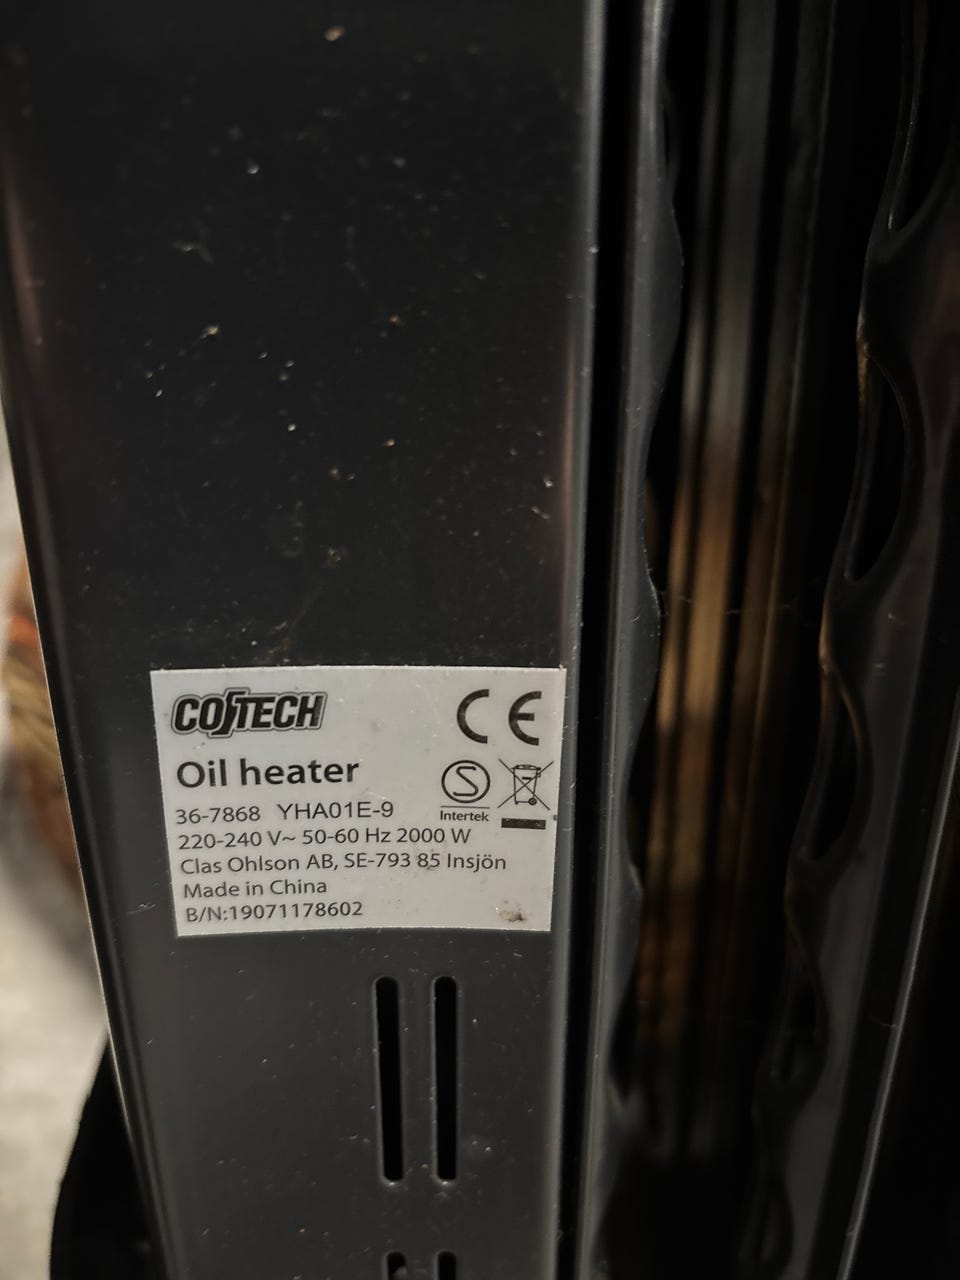 COTECH
CE
Oil heater
S
Intertek
36-7868 YHA01E-9
220-240 V~ 50-60 Hz 2000 W
Clas Ohlson AB, SE-793 85 Insjön
Made in China
B/N:19071178602